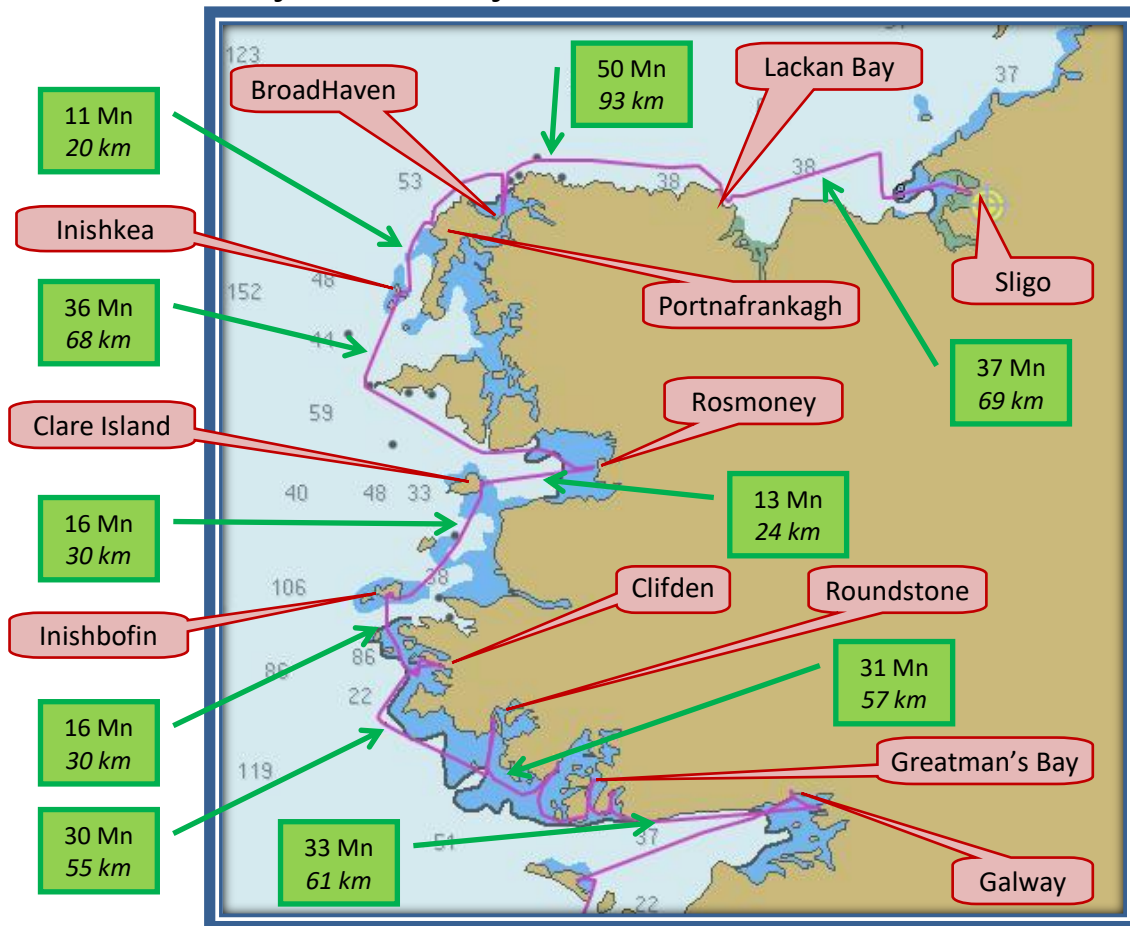 123
37
50 Mn
93 km
Lackan Bay
BroadHaven
11 Mn
20 km
53
38
38
Inishkea
48
152
Sligo
Portnafrankagh
36 Mn
68 km
44
37 Mn
69 km
Rosmoney
59
Clare Island
40
48
33
13 Mn
24 km
16 Mn
30 km
38
106
Clifden
Roundstone
Inishbofin
86
86
31 Mn
57 km
22
16 Mn
30 km
119
Greatman's Bay
30 Mn
55 km
51
37
33 Mn
61 km
Galway
22